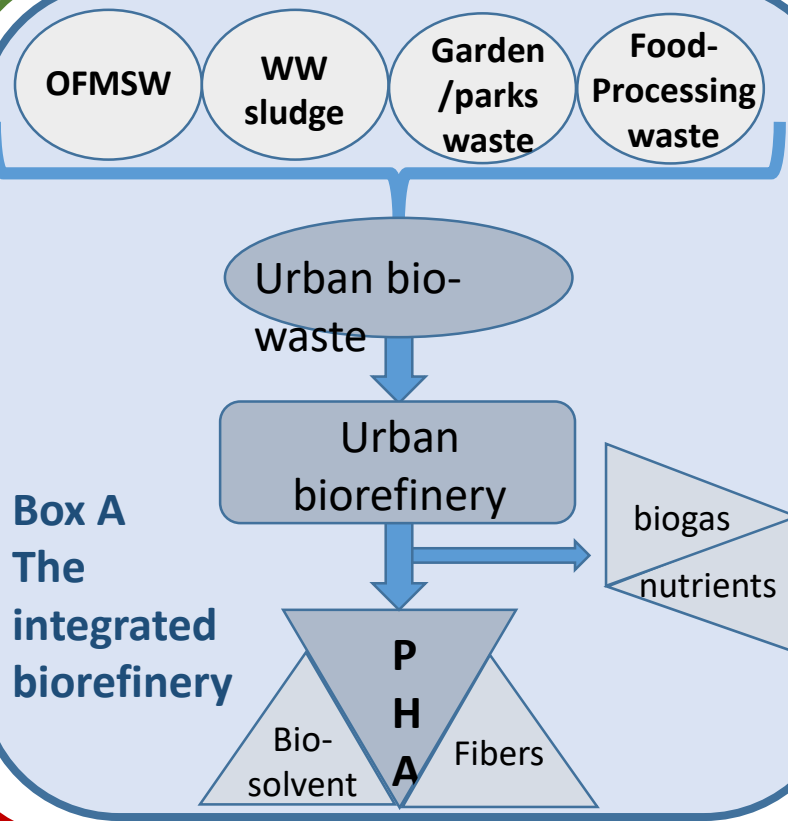 OFMSW
WW
sludge
Garden
/parks
waste
Food-
Processing
waste
Urban bio-
waste
Urban
biorefinery
Box A
The
integrated
biorefinery
biogas
nutrients
P
H
A
Bio-
solvent
Fibers